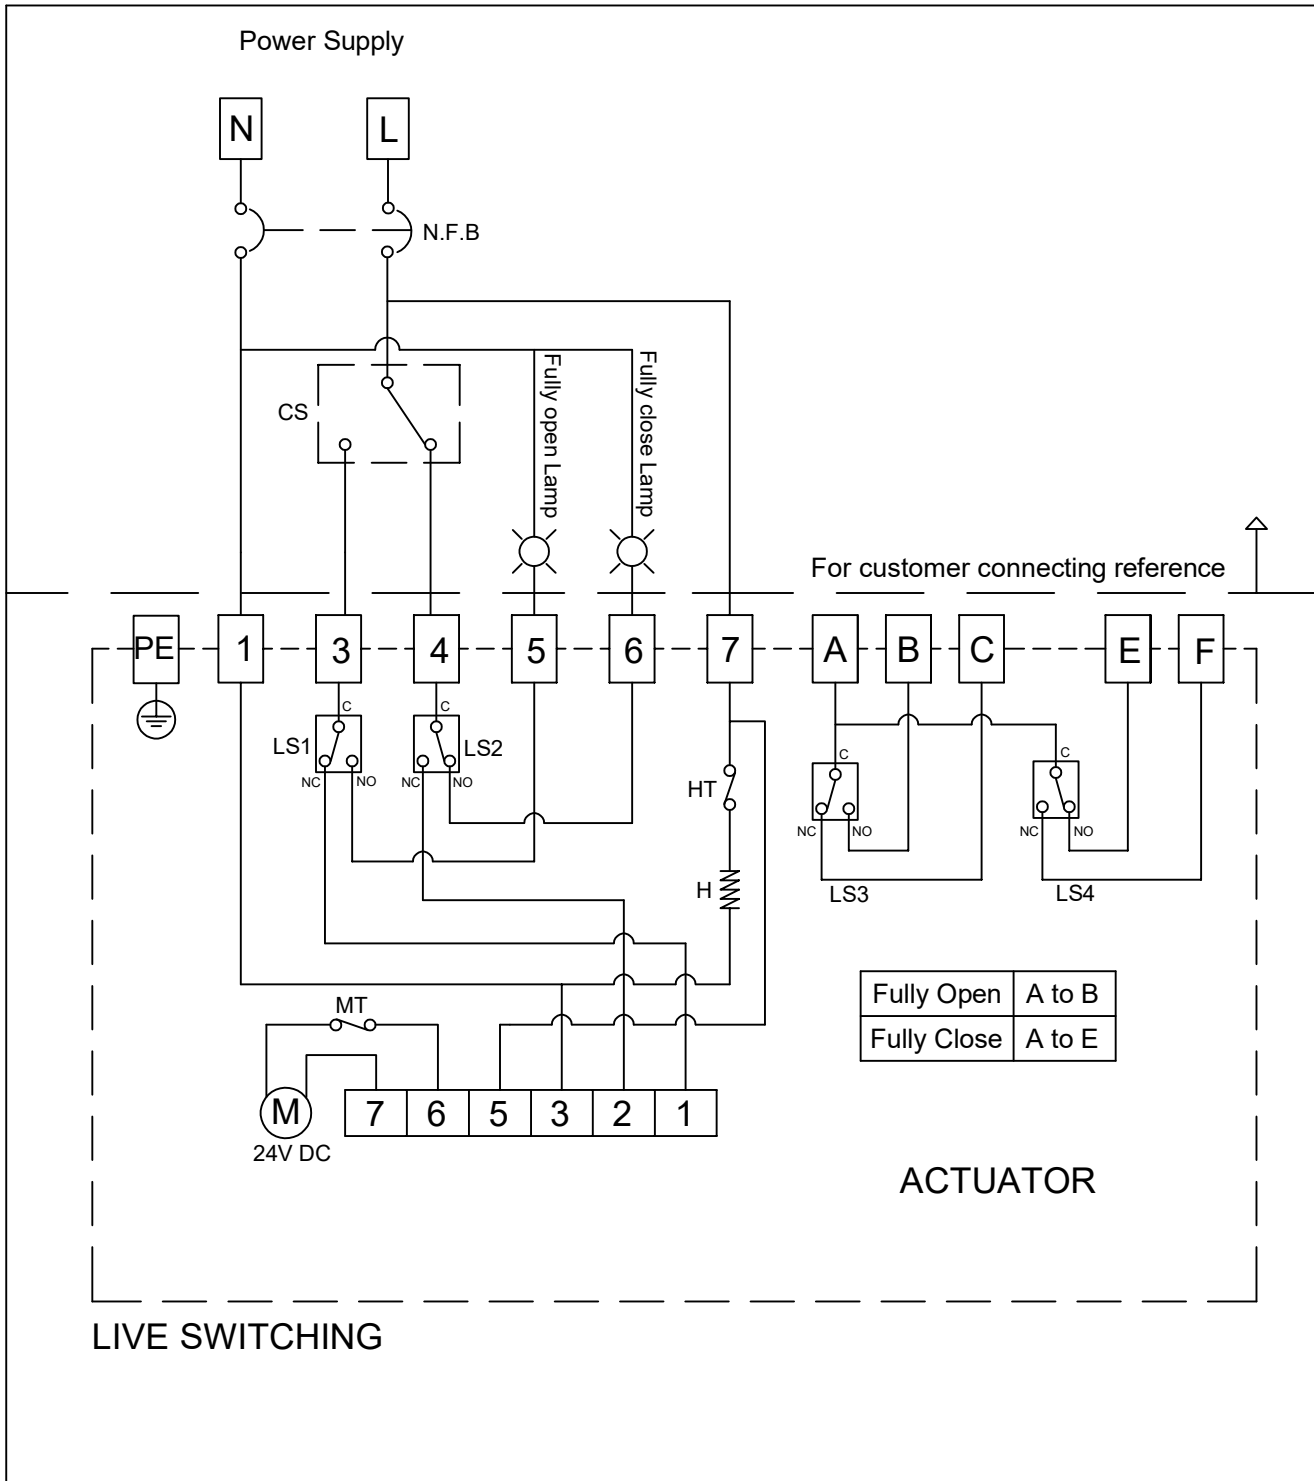 Power Supply
N
L
N.F.B
CS
Fully open Lamp
Fully close Lamp
For customer connecting reference
PE
1
3
4
5
6
7
A
B
C
E
F
C
LS1
NC
NO
C
LS2
NC
NO
HT
H
C
NC
NO
LS3
C
NC
NO
LS4
Fully Open A to B
Fully Close A to E
MT
M
24V DC
7 6 5 3 2 1
ACTUATOR
LIVE SWITCHING